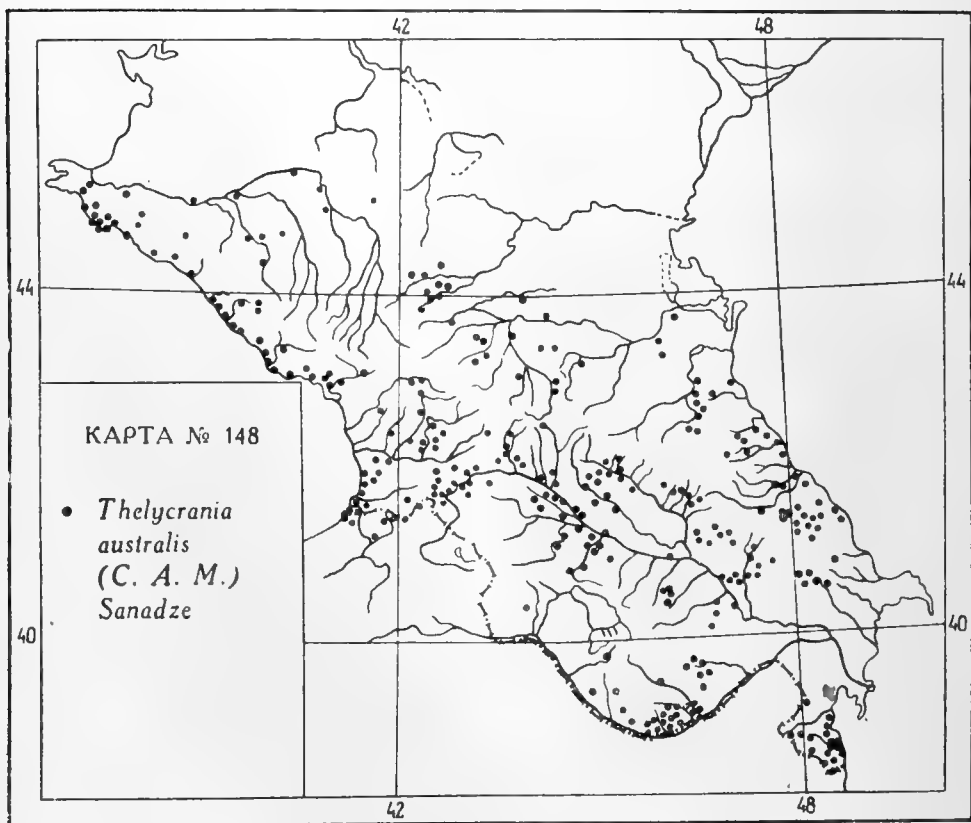 42 48
44 44
КАРТА № 148
Thelycrania
australis
(C. A. M.)
Sanadze
40 40
42 48